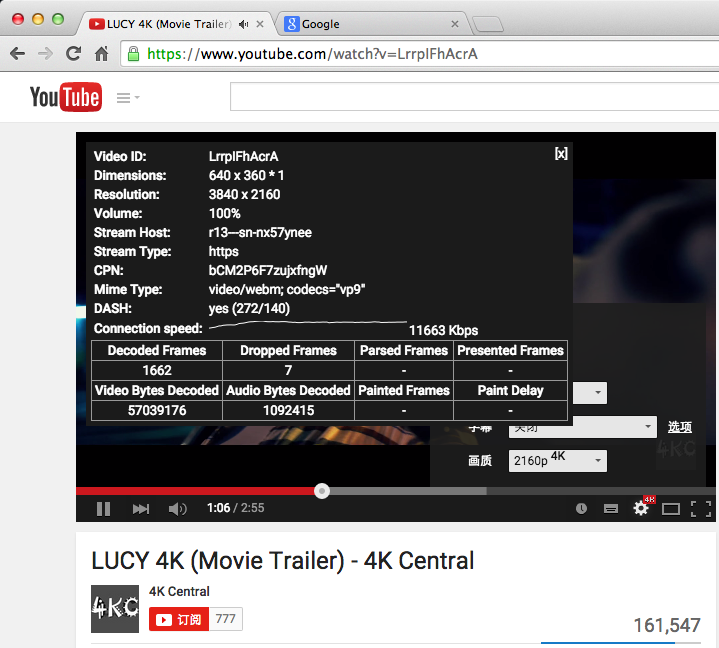 LUCY 4K (Movie Trailer)
Google
https://www.youtube.com/watch?v=LrrplFhAcrA
YouTube
Video ID: LrrplFhAcrA [x]
Dimensions: 640 x 360 * 1
Resolution: 3840 x 2160
Volume: 100%
Stream Host: r13---sn-nx57ynee
Stream Type: https
CPN: bCM2P6F7zujxfngW
Mime Type: video/webm; codecs="vp9"
DASH: yes (272/140)
Connection speed: 11663 Kbps
Decoded Frames Dropped Frames Parsed Frames Presented Frames
1662 7 - -
Video Bytes Decoded Audio Bytes Decoded Painted Frames Paint Delay
57039176 1092415 - -
字幕 关闭 选项
4KC
画质 2160p 4K
1:06 / 2:55
4K
LUCY 4K (Movie Trailer) - 4K Central
4KC
4K Central
订阅 777
161,547